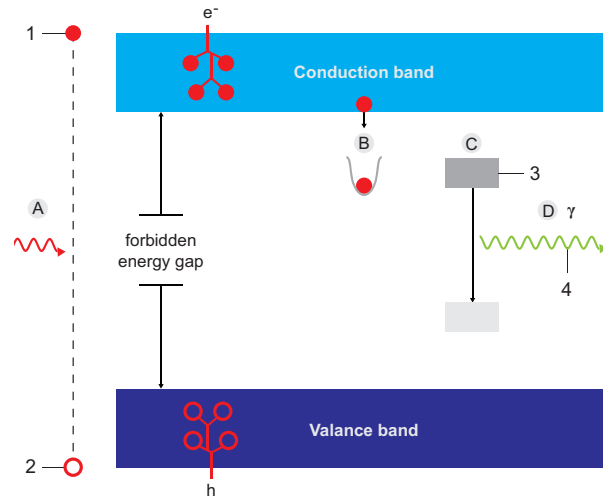 e-
1
Conduction band
B
C
3
A
D γ
forbidden
energy gap
4
Valance band
2
h